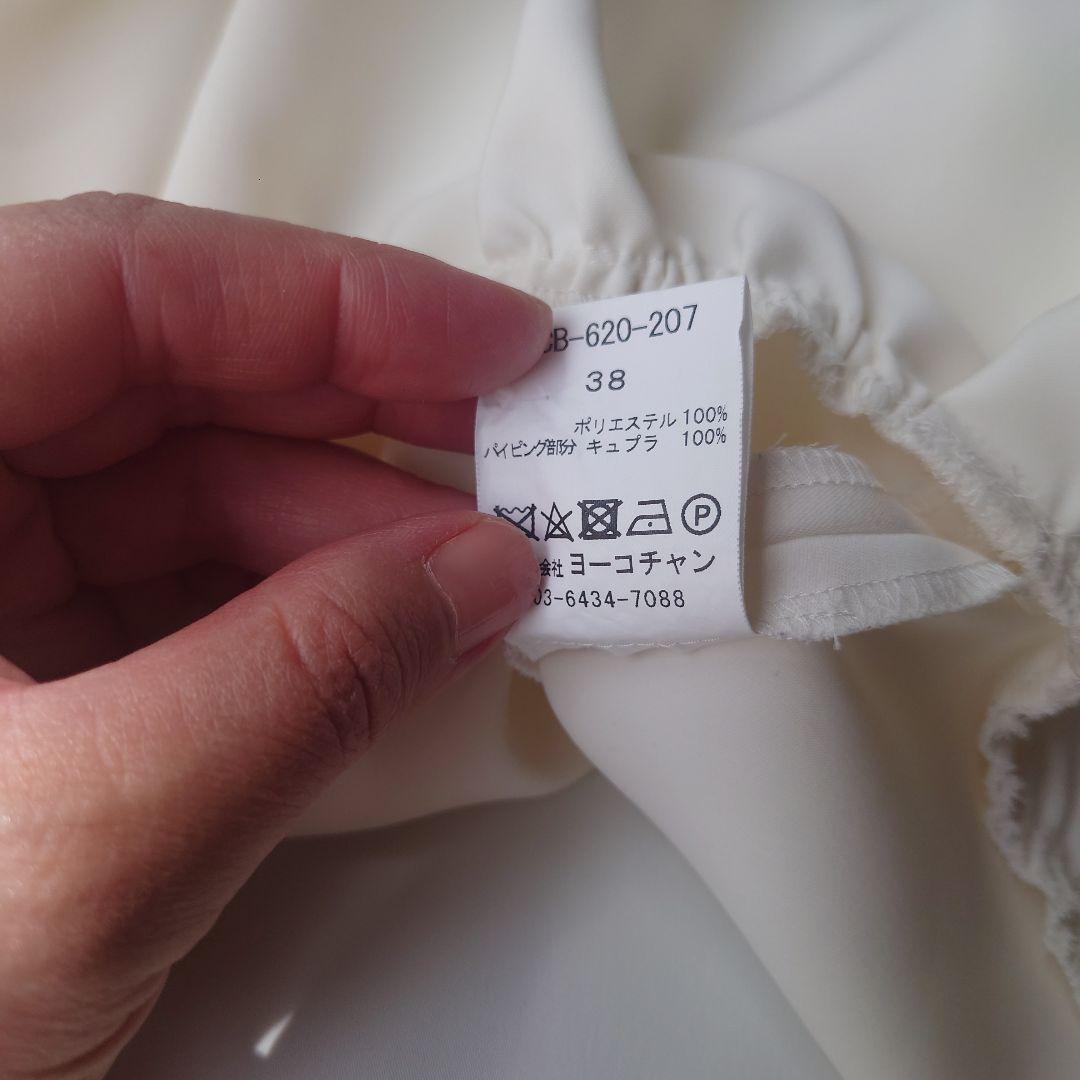 CB-620-207
38
ポリエステル 100%
パイピング部分 キュプラ 100%
P
会社 ヨーコチャン
03-6434-7088